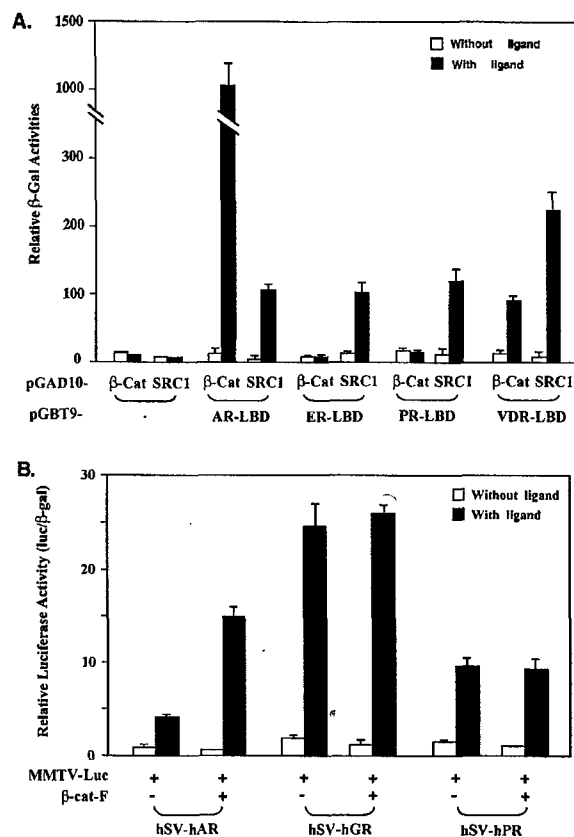 A.
1500
Without ligand
With ligand
1000
Relative β-Gal Activities
300
200
100
0
pGAD10- β-Cat SRC1 β-Cat SRC1 β-Cat SRC1 β-Cat SRC1 β-Cat SRC1
pGBT9- - AR-LBD ER-LBD PR-LBD VDR-LBD
B.
30
Without ligand
With ligand
Relative Luciferase Activity (luc/β-gal)
20
10
0
MMTV-Luc + + + + + +
β-cat-F - + - + - +
hSV-hAR hSV-hGR hSV-hPR